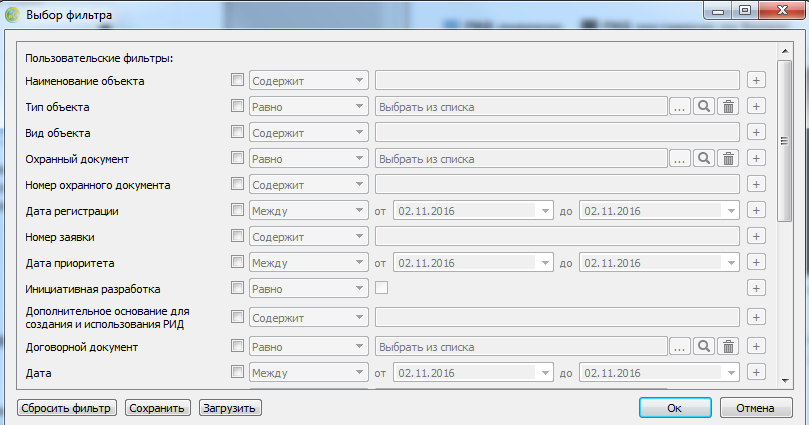 Выбор фильтра
Пользовательские фильтры:
Наименование объекта Содержит +
Тип объекта Равно Выбрать из списка ... +
Вид объекта Содержит +
Охранный документ Равно Выбрать из списка ... +
Номер охранного документа Содержит +
Дата регистрации Между от 02.11.2016 до 02.11.2016 +
Номер заявки Содержит +
Дата приоритета Между от 02.11.2016 до 02.11.2016 +
Инициативная разработка Равно +
Дополнительное основание для
создания и использования РИД Содержит +
Договорной документ Равно Выбрать из списка ... +
Дата Между от 02.11.2016 до 02.11.2016 +
Сбросить фильтр Сохранить Загрузить Ок Отмена